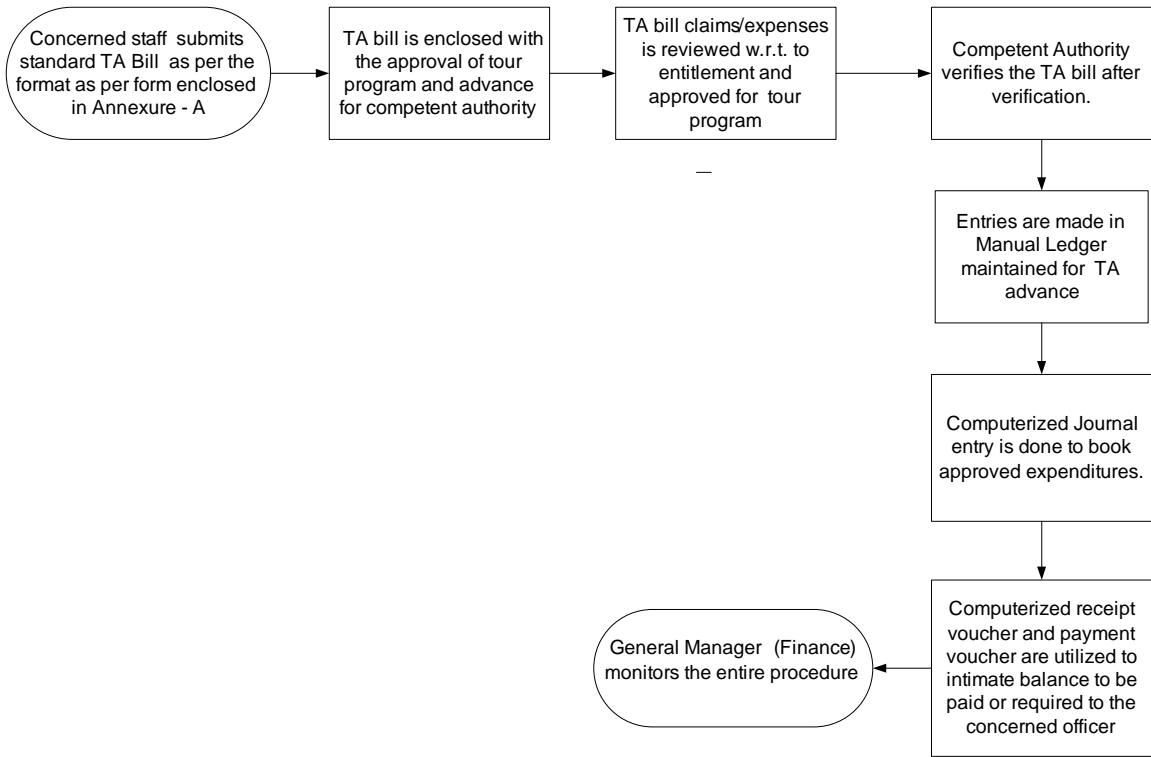 Concerned staff submits
standard TA Bill as per the
format as per form enclosed
in Annexure - A
TA bill is enclosed with
the approval of tour
program and advance
for competent authority
TA bill claims/expenses
is reviewed w.r.t. to
entitlement and
approved for tour
program
Competent Authority
verifies the TA bill after
verification.
Entries are made in
Manual Ledger
maintained for TA
advance
Computerized Journal
entry is done to book
approved expenditures.
Computerized receipt
voucher and payment
voucher are utilized to
intimate balance to be
paid or required to the
concerned officer
General Manager (Finance)
monitors the entire procedure